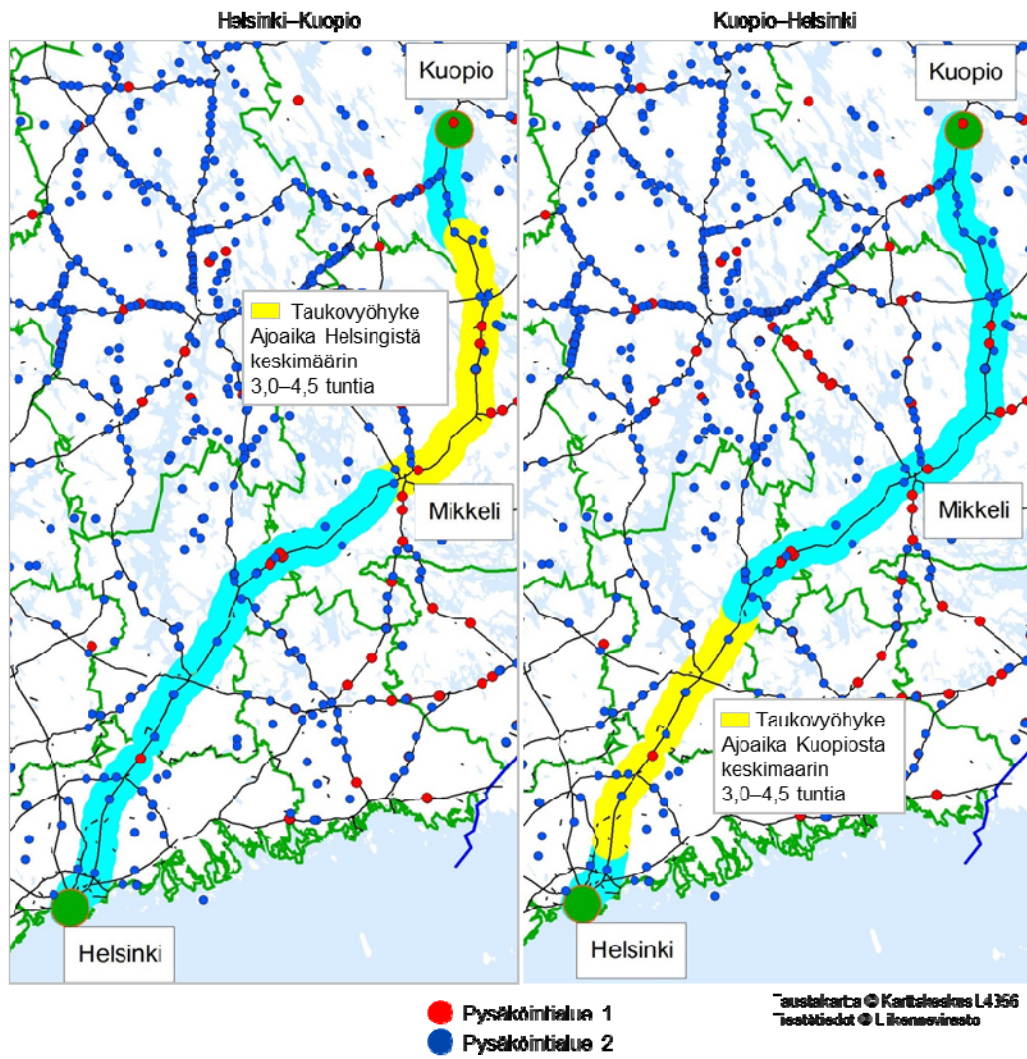 Helsinki–Kuopio
Kuopio
Taukovyöhyke
Ajoaika Helsingistä
keskimäärin
3,0–4,5 tuntia
Mikkeli
Helsinki
Kuopio–Helsinki
Kuopio
Mikkeli
Taukovyöhyke
Ajoaika Kuopiosta
keskimaarin
3,0–4,5 tuntia
Helsinki
Pysäköintialue 1
Pysäköintialue 2
Taustakartta © Karttakeskus L4356
Tiestötiedot © Liikennevirasto